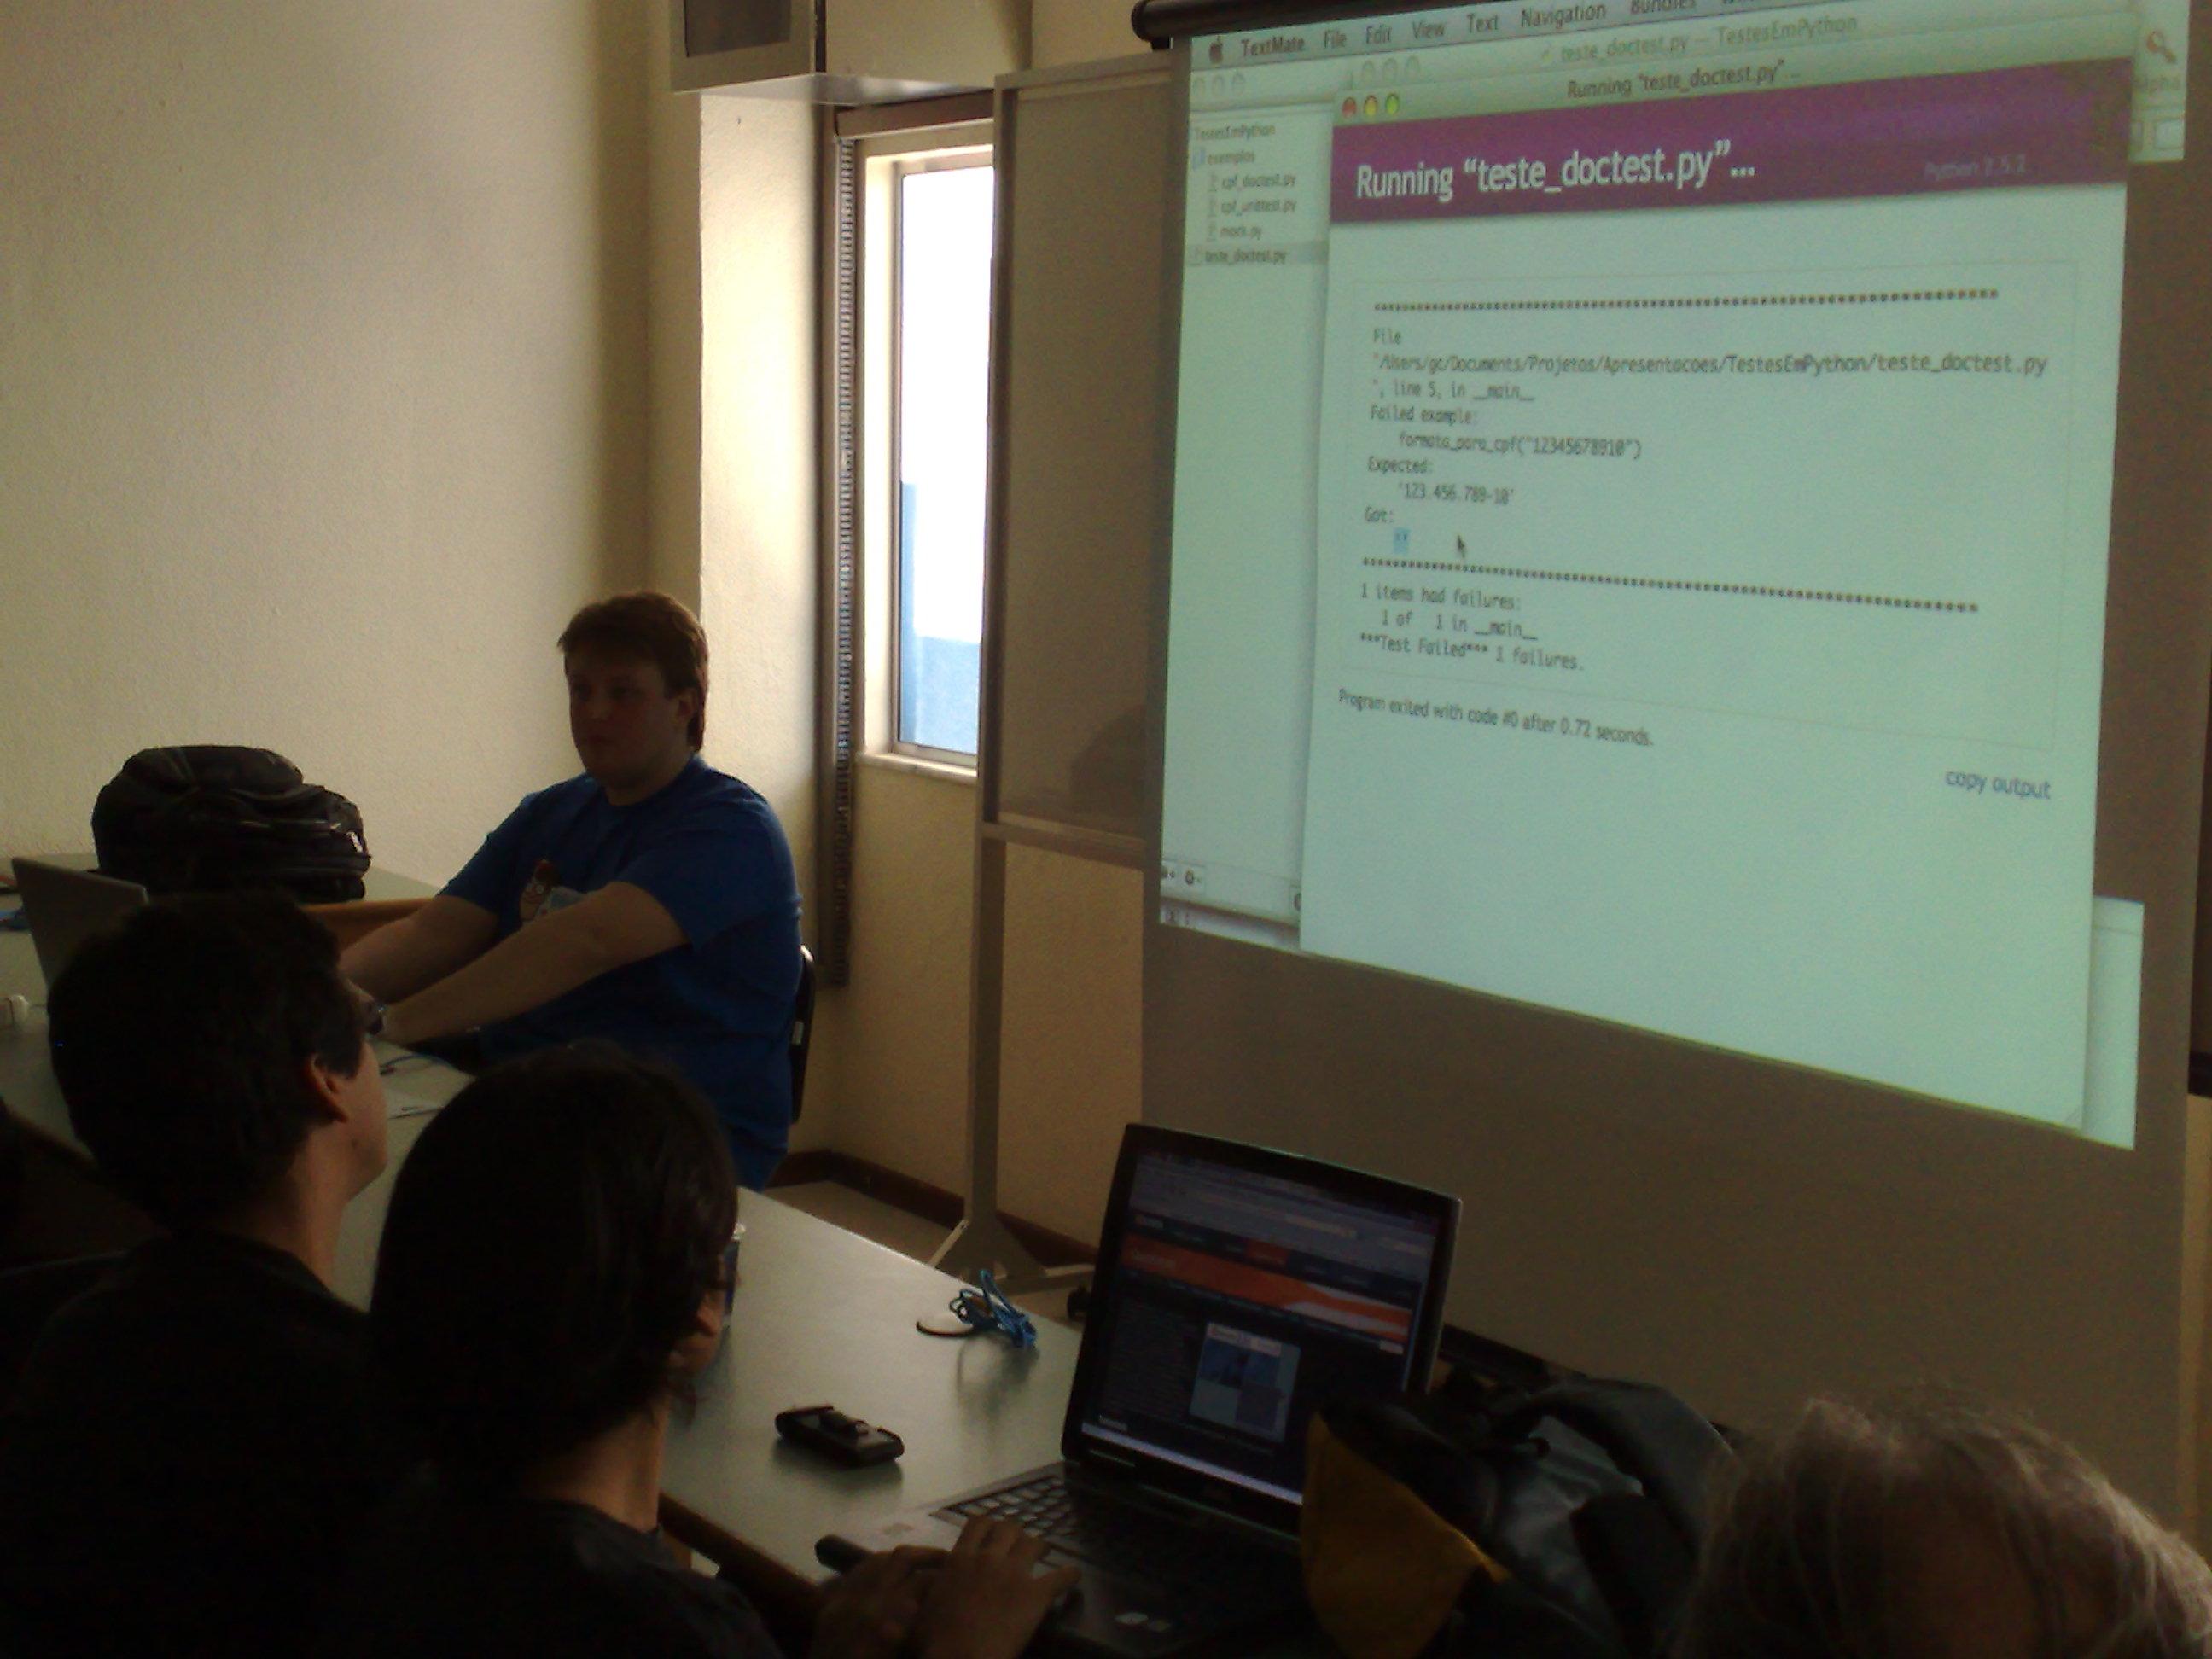 TextMate File Edit View Text Navigation Bundles
teste_doctest.py — TestesEmPython
Running "teste_doctest.py"...
TestesEmPython
exemplos
cpf_doctest.py
cpf_unittest.py
mock.py
teste_doctest.py
Running “teste_doctest.py”...
Python 2.5.2
**********************************************************************
File
"/Users/gc/Documents/Projetos/Apresentacoes/TestesEmPython/teste_doctest.py
", line 5, in __main__
Failed example:
formata_para_cpf("12345678910")
Expected:
'123.456.789-10'
Got:
''
**********************************************************************
1 items had failures:
1 of 1 in __main__
***Test Failed*** 1 failures.
Program exited with code #0 after 0.72 seconds.
copy output